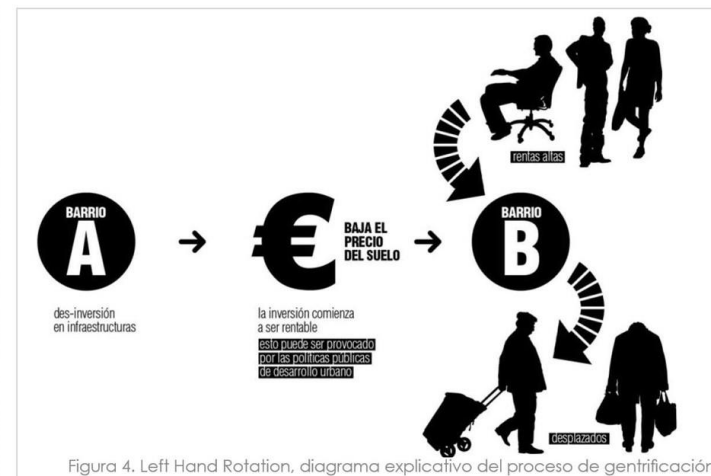 rentas altas
BARRIO
A
€
BAJA EL
PRECIO
DEL SUELO
BARRIO
B
des-inversión
en infraestructuras
la inversión comienza
a ser rentable
esto puede ser provocado
por las políticas públicas
de desarrollo urbano
desplazados
Figura 4. Left Hand Rotation, diagrama explicativo del proceso de gentificación